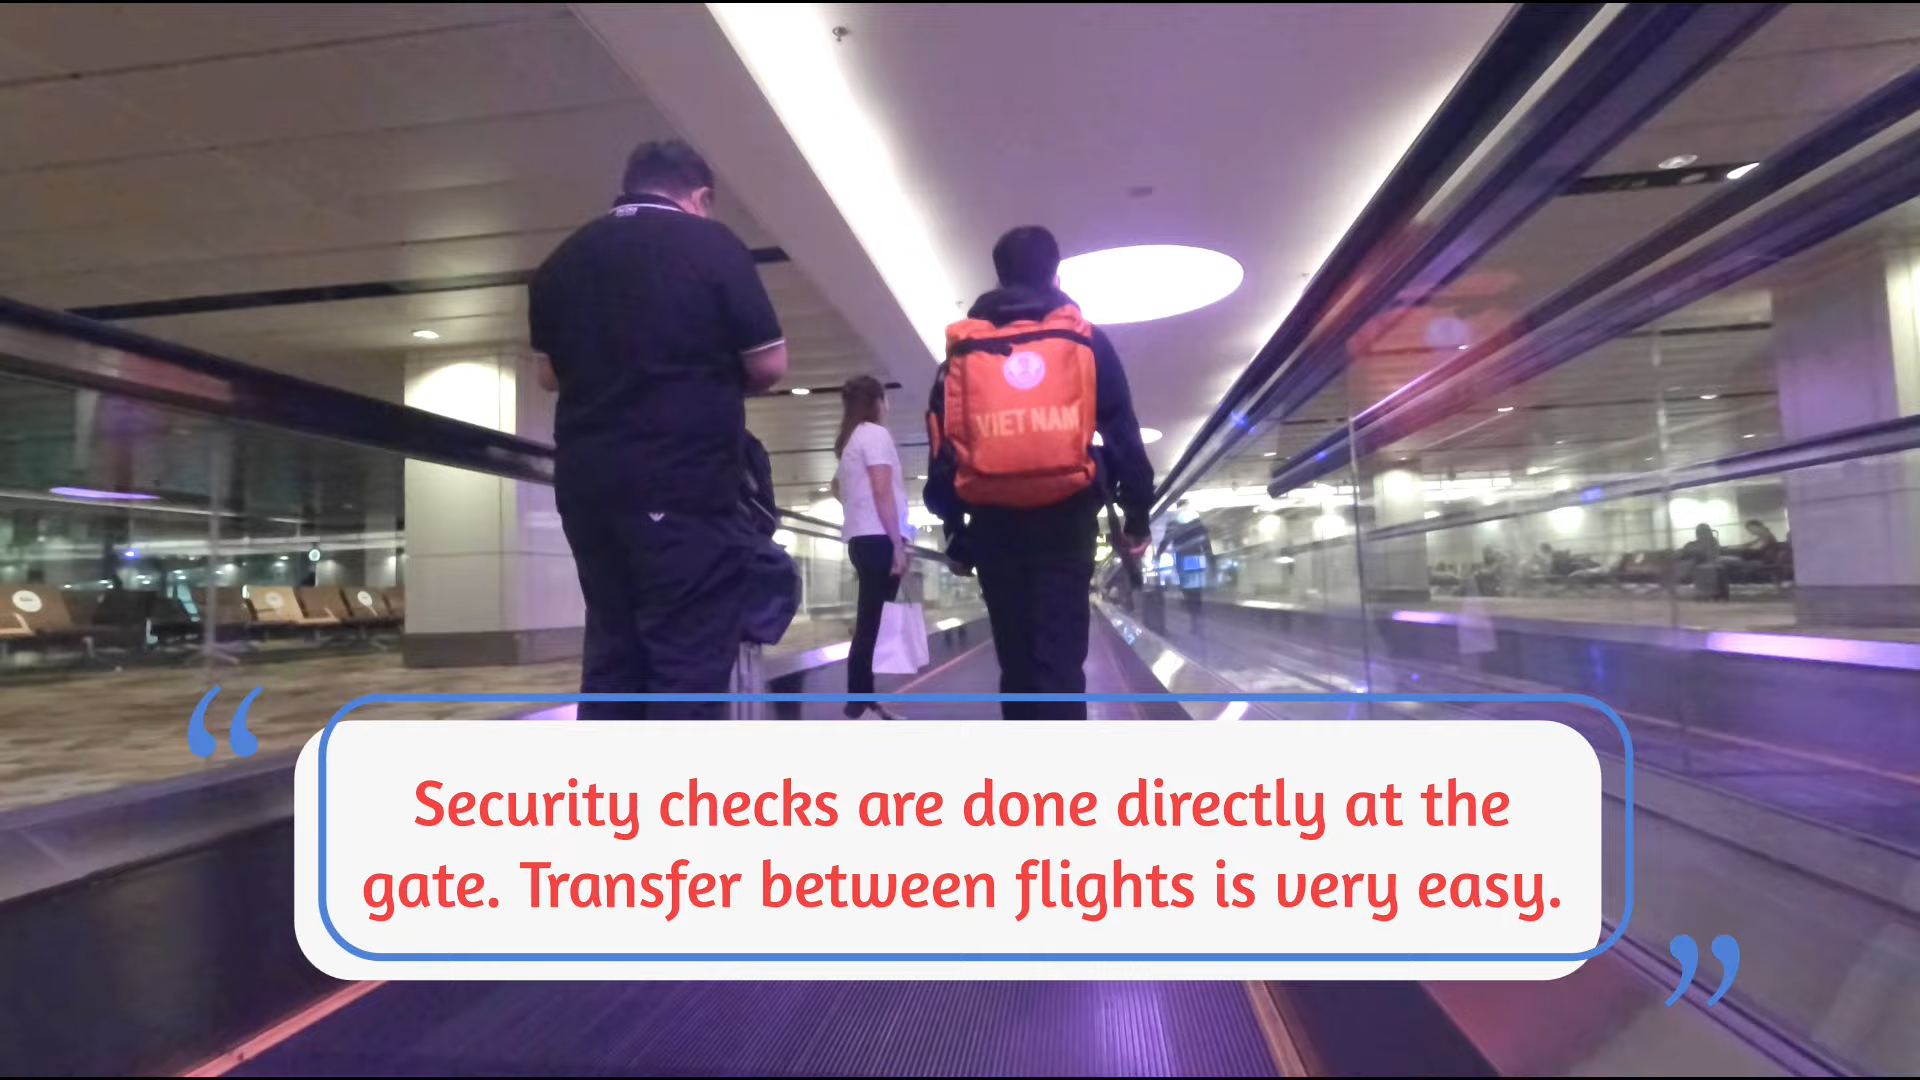 VIET NAM
“
Security checks are done directly at the
gate. Transfer between flights is very easy.
”